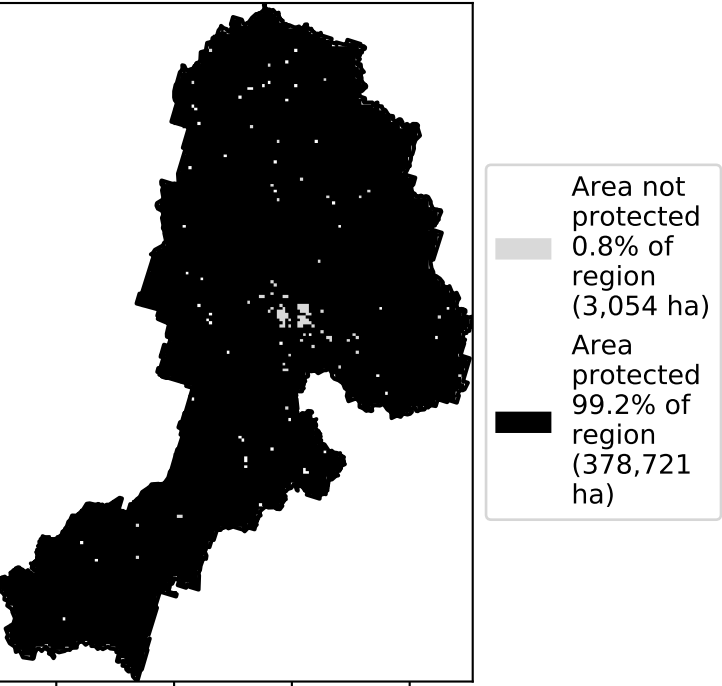 Area not
protected
0.8% of
region
(3,054 ha)
Area
protected
99.2% of
region
(378,721
ha)